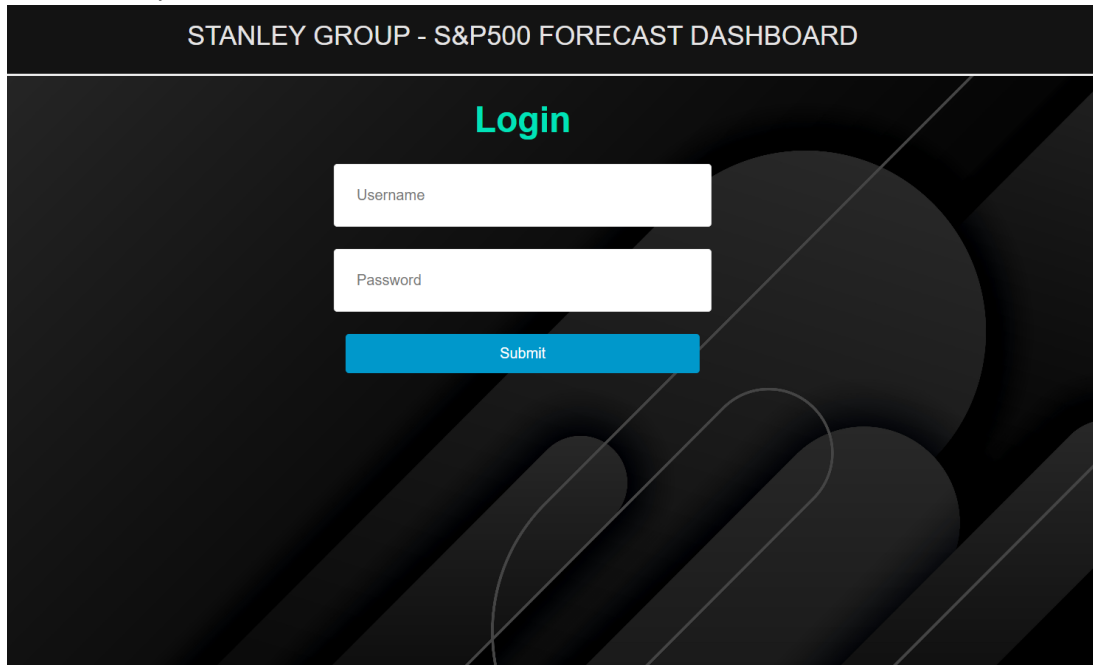 STANLEY GROUP - S&P500 FORECAST DASHBOARD
Login
Username
Password
Submit